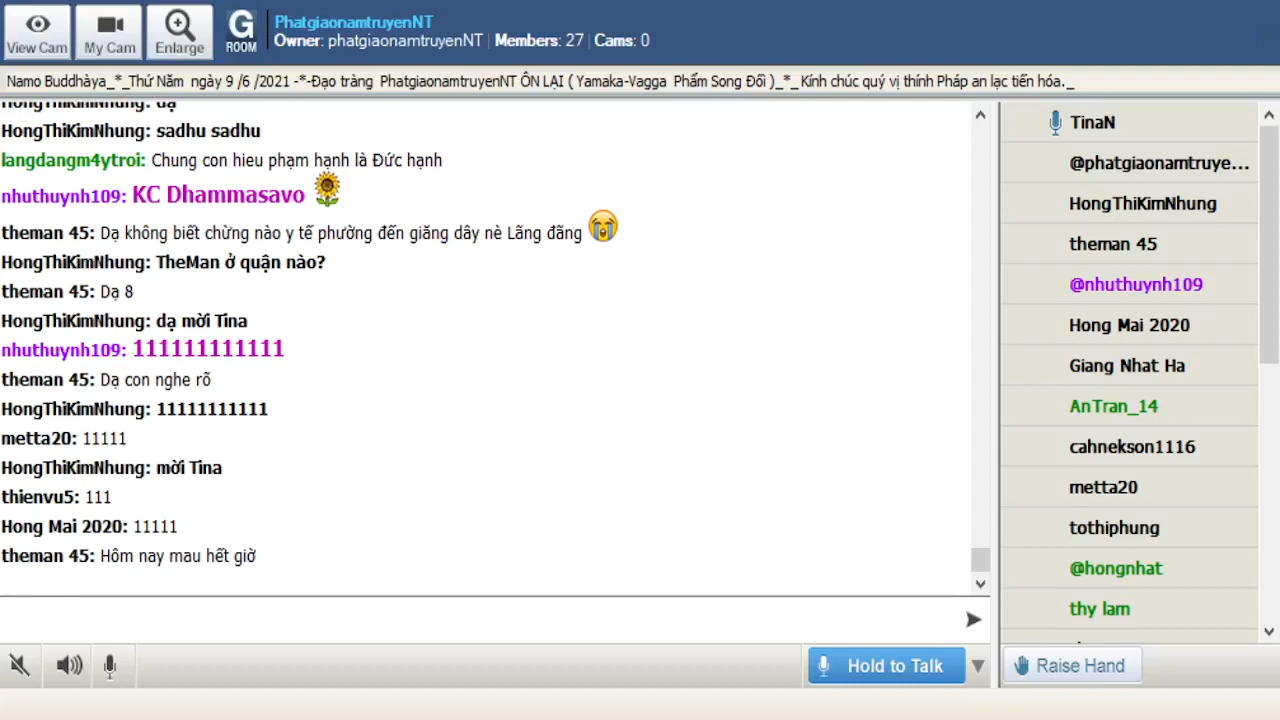 View Cam
My Cam
Enlarge
G
ROOM
PhatgiaonamtruyenNT
Owner: phatgiaonamtruyenNT | Members: 27 | Cams: 0
Namo Buddhàya_*_Thứ Năm ngày 9 /6 /2021 -*-Đạo tràng PhatgiaonamtruyenNT ÔN LẠI ( Yamaka-Vagga Phẩm Song Đối )_*_ Kính chúc quý vị thính Pháp an lạc tiến hóa._
HongThiKimNhung: dạ
HongThiKimNhung: sadhu sadhu
langdangm4ytroi: Chung con hieu phạm hạnh là Đức hạnh
nhuthuynh109: KC Dhammasavo
theman 45: Dạ không biết chừng nào y tế phường đến giăng dây nè Lãng đãng
HongThiKimNhung: TheMan ở quận nào?
theman 45: Dạ 8
HongThiKimNhung: dạ mời Tina
nhuthuynh109: 111111111111
theman 45: Dạ con nghe rõ
HongThiKimNhung: 11111111111
metta20: 11111
HongThiKimNhung: mời Tina
thienvu5: 111
Hong Mai 2020: 11111
theman 45: Hôm nay mau hết giờ
TinaN
@phatgiaonamtruye...
HongThiKimNhung
theman 45
@nhuthuynh109
Hong Mai 2020
Giang Nhat Ha
AnTran_14
cahnekson1116
metta20
tothiphung
@hongnhat
thy lam
Hold to Talk
Raise Hand